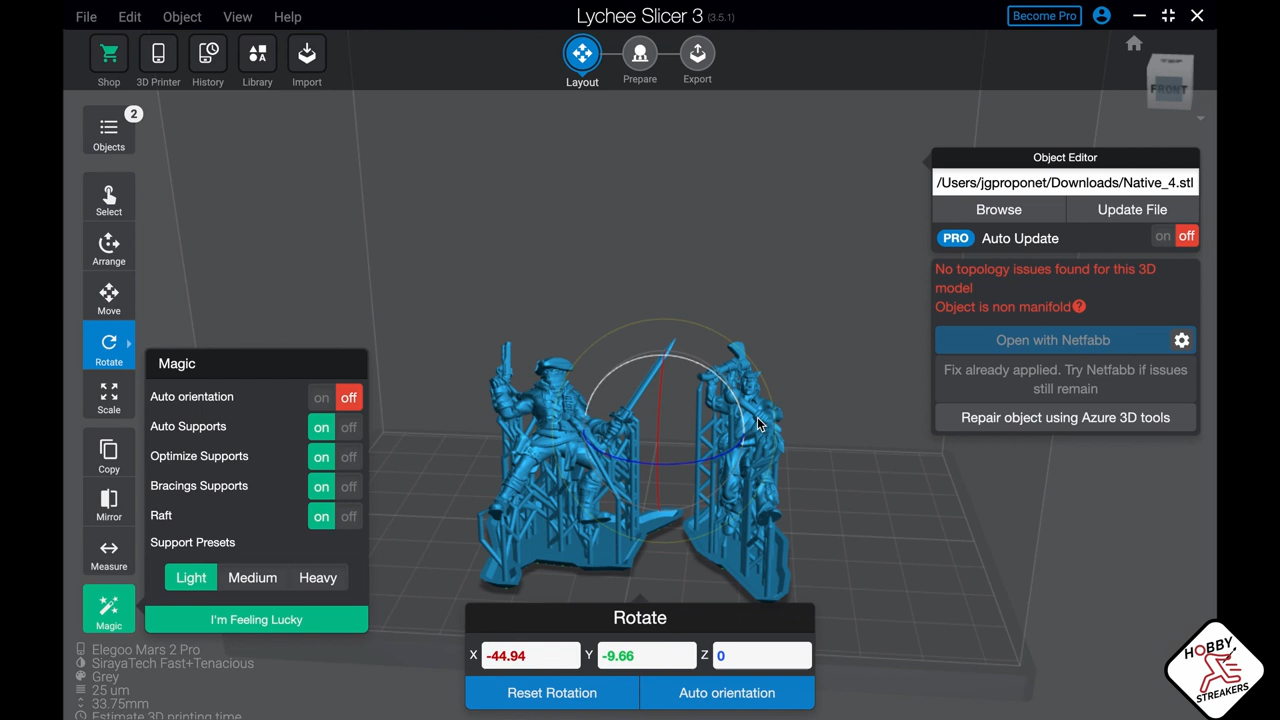 File Edit Object View Help
Lychee Slicer 3 (3.5.1)
Become Pro
Shop 3D Printer History Library Import
Layout Prepare Export
FRONT
2
Objects
Select
Arrange
Move
Rotate
Scale
Copy
Mirror
Measure
Magic
Magic
Auto orientation on off
Auto Supports on off
Optimize Supports on off
Bracings Supports on off
Raft on off
Support Presets
Light Medium Heavy
I'm Feeling Lucky
Elegoo Mars 2 Pro
SirayaTech Fast+Tenacious
Grey
25 um
33.75mm
Estimate 3D printing time
Object Editor
/Users/jgproponet/Downloads/Native_4.stl
Browse Update File
PRO Auto Update on off
No topology issues found for this 3D
model
Object is non manifold ?
Open with Netfabb
Fix already applied. Try Netfabb if issues
still remain
Repair object using Azure 3D tools
Rotate
X -44.94 Y -9.66 Z 0
Reset Rotation Auto orientation
HOBBY
STREAKERS